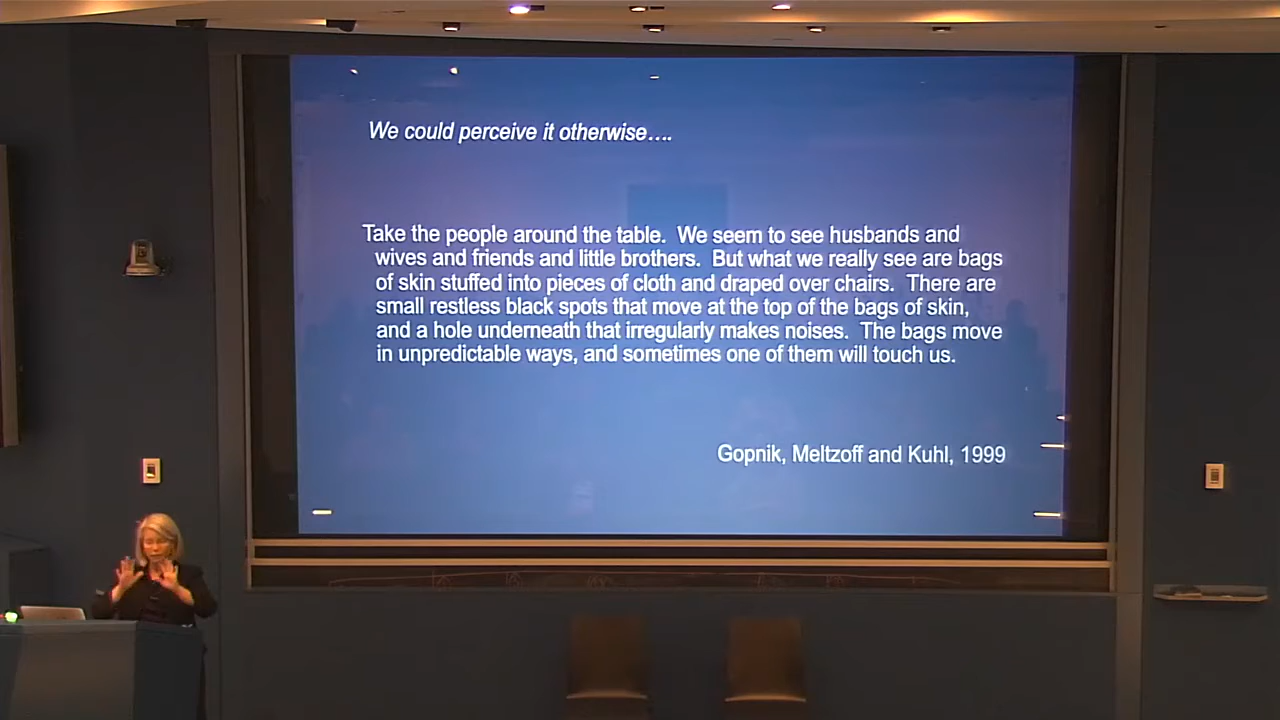 We could perceive it otherwise….
Take the people around the table.  We seem to see husbands and
wives and friends and little brothers.  But what we really see are bags
of skin stuffed into pieces of cloth and draped over chairs.  There are
small restless black spots that move at the top of the bags of skin,
and a hole underneath that irregularly makes noises.  The bags move
in unpredictable ways, and sometimes one of them will touch us.
Gopnik, Meltzoff and Kuhl, 1999